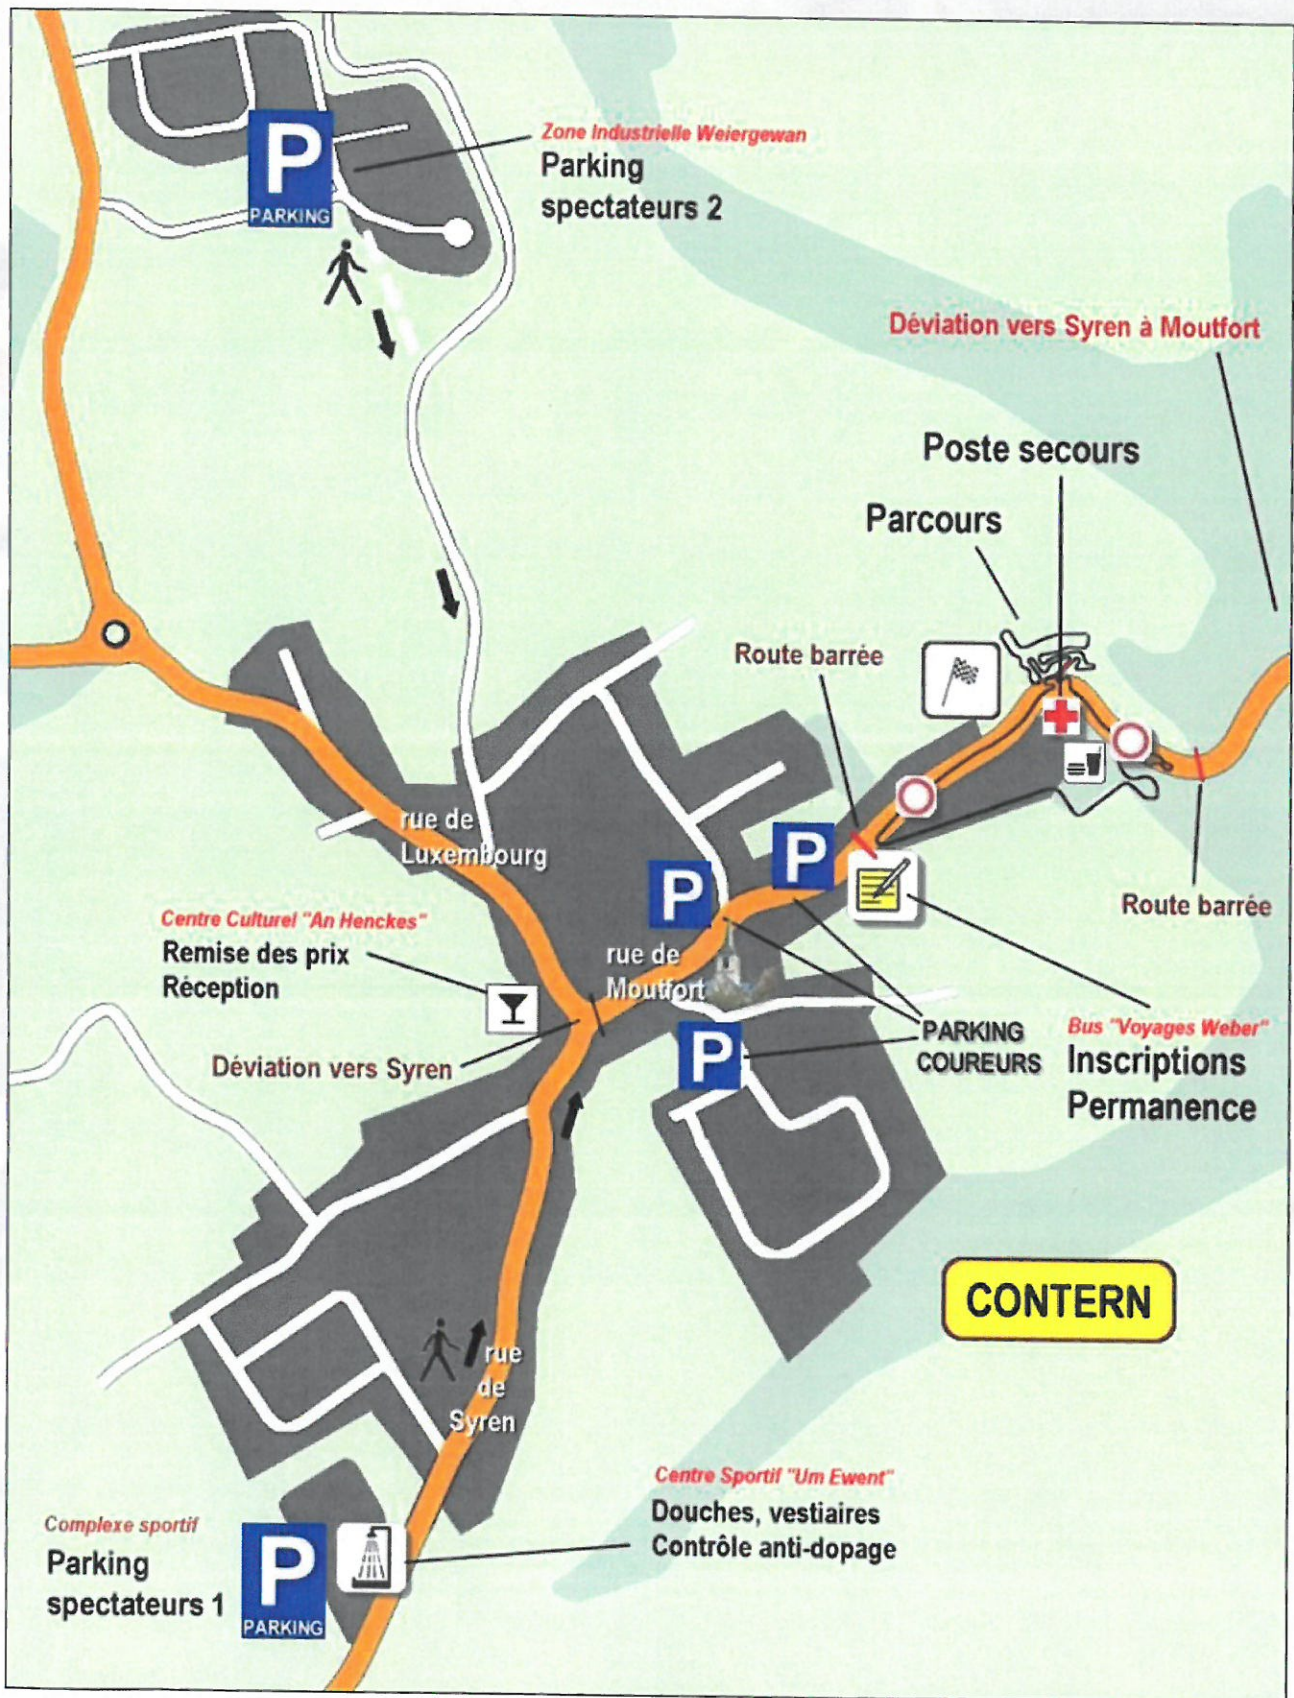 Zone Industrielle Weiergewan
Parking
spectateurs 2
P
PARKING
Déviation vers Syren à Moutfort
Poste secours
Parcours
Route barrée
rue de
Luxembourg
P
P
Route barrée
Centre Culturel "An Henckes"
Remise des prix
Réception
rue de
Moutfort
PARKING
COUREURS
Bus "Voyages Weber"
Inscriptions
Permanence
P
Déviation vers Syren
CONTERN
rue
de
Syren
Centre Sportif "Um Ewent"
Douches, vestiaires
Contrôle anti-dopage
Complexe sportif
Parking
spectateurs 1
P
PARKING